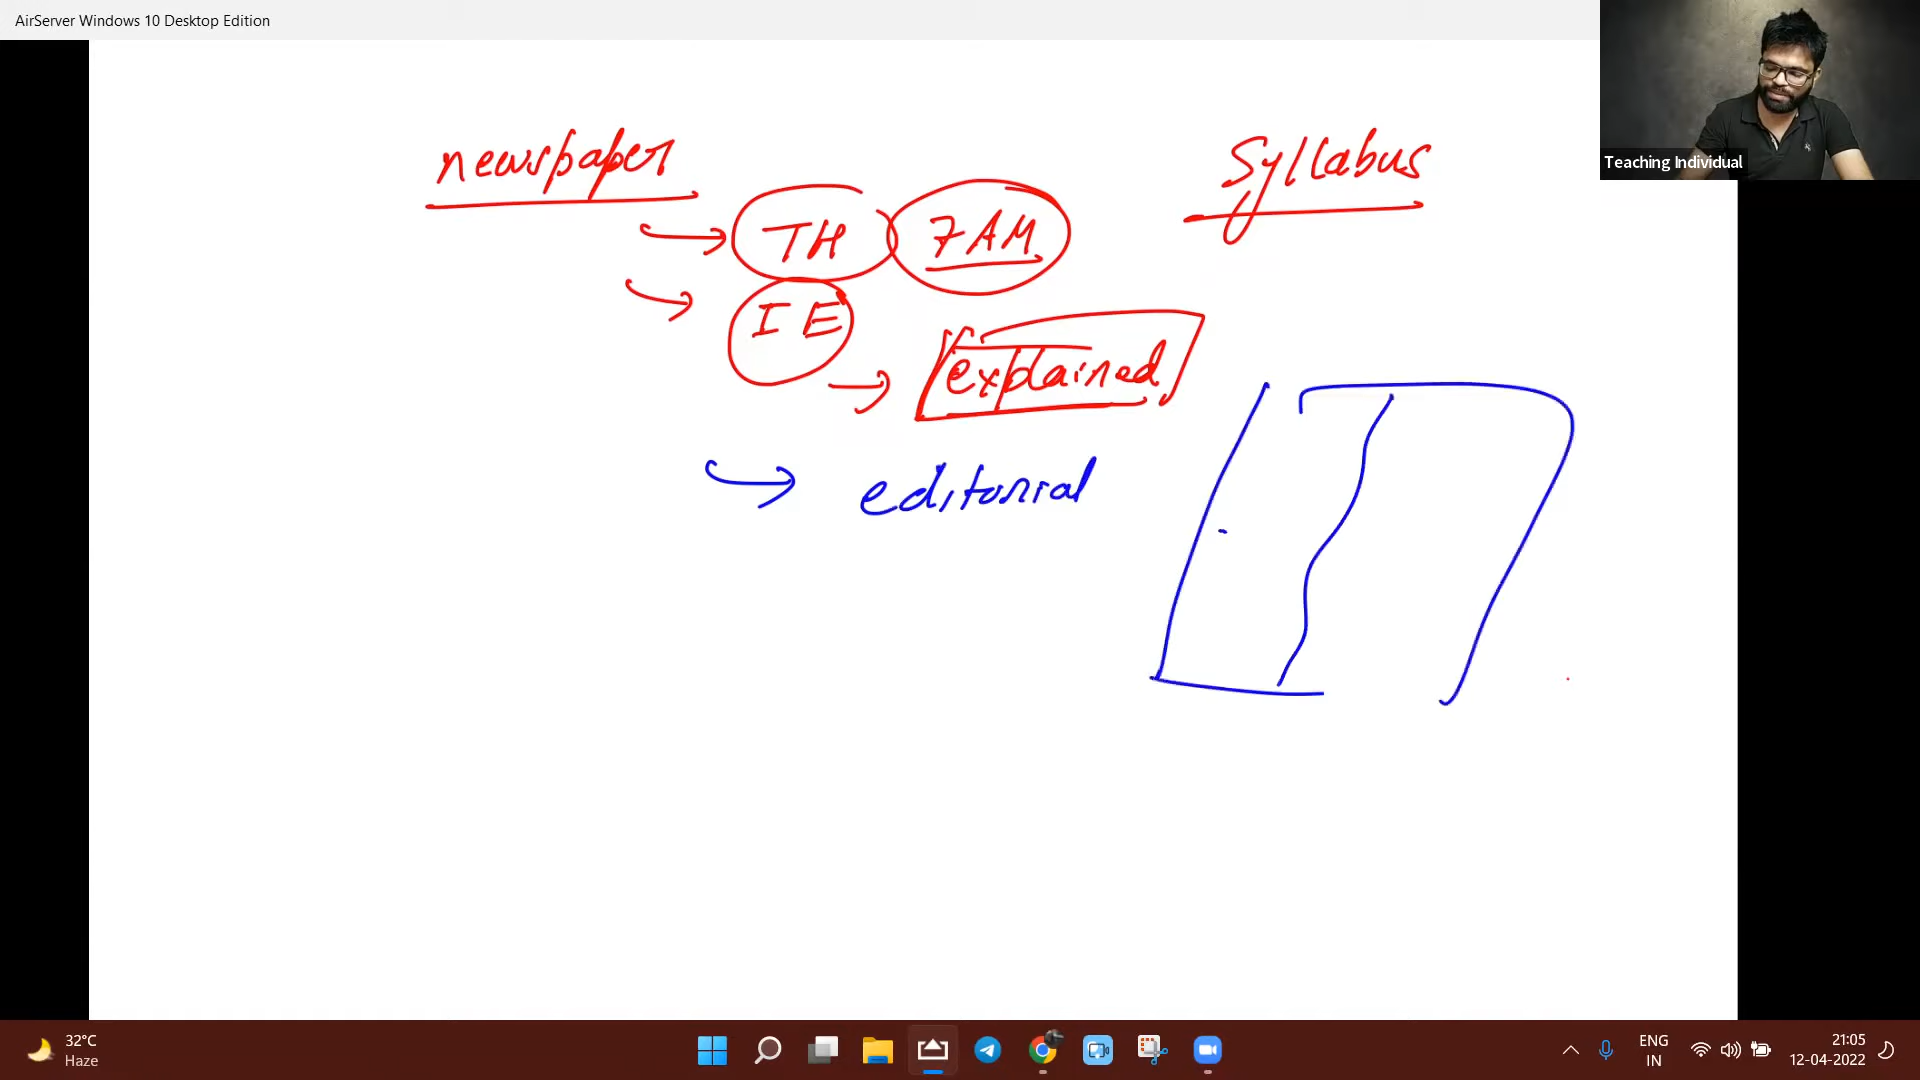 AirServer Windows 10 Desktop Edition
Teaching Individual
newspaper
Syllabus
TH 7AM
IE
explained
editorial
32°C
Haze
ENG
IN
21:05
12-04-2022